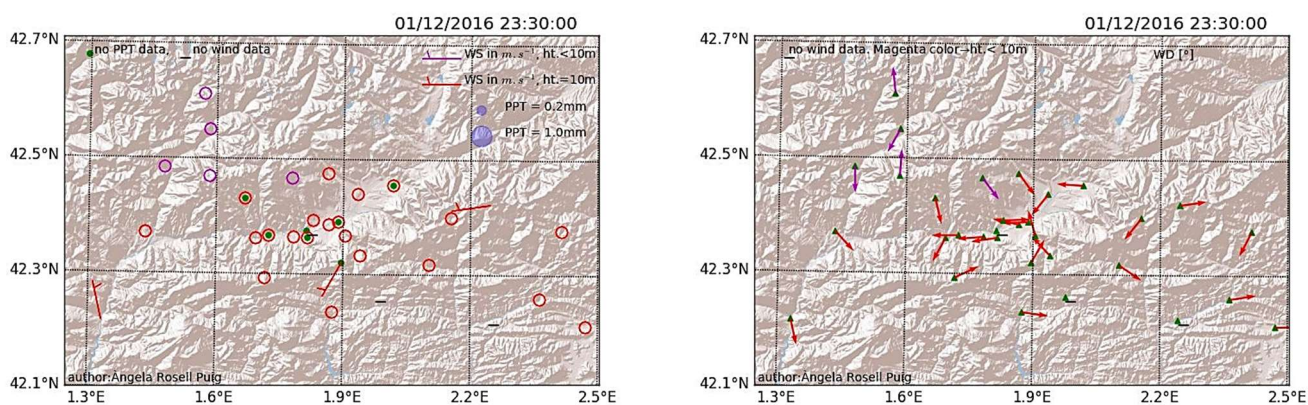 01/12/2016 23:30:00
no PPT data, — no wind data
WS in m.s⁻¹, ht.<10m
WS in m.s⁻¹, ht.=10m
PPT = 0.2mm
PPT = 1.0mm
42.7°N
42.5°N
42.3°N
42.1°N
author:Àngela Rosell Puig
1.3°E 1.6°E 1.9°E 2.2°E 2.5°E
01/12/2016 23:30:00
— no wind data, Magenta color→ht.< 10m
WD [°]
42.7°N
42.5°N
42.3°N
42.1°N
author:Àngela Rosell Puig
1.3°E 1.6°E 1.9°E 2.2°E 2.5°E